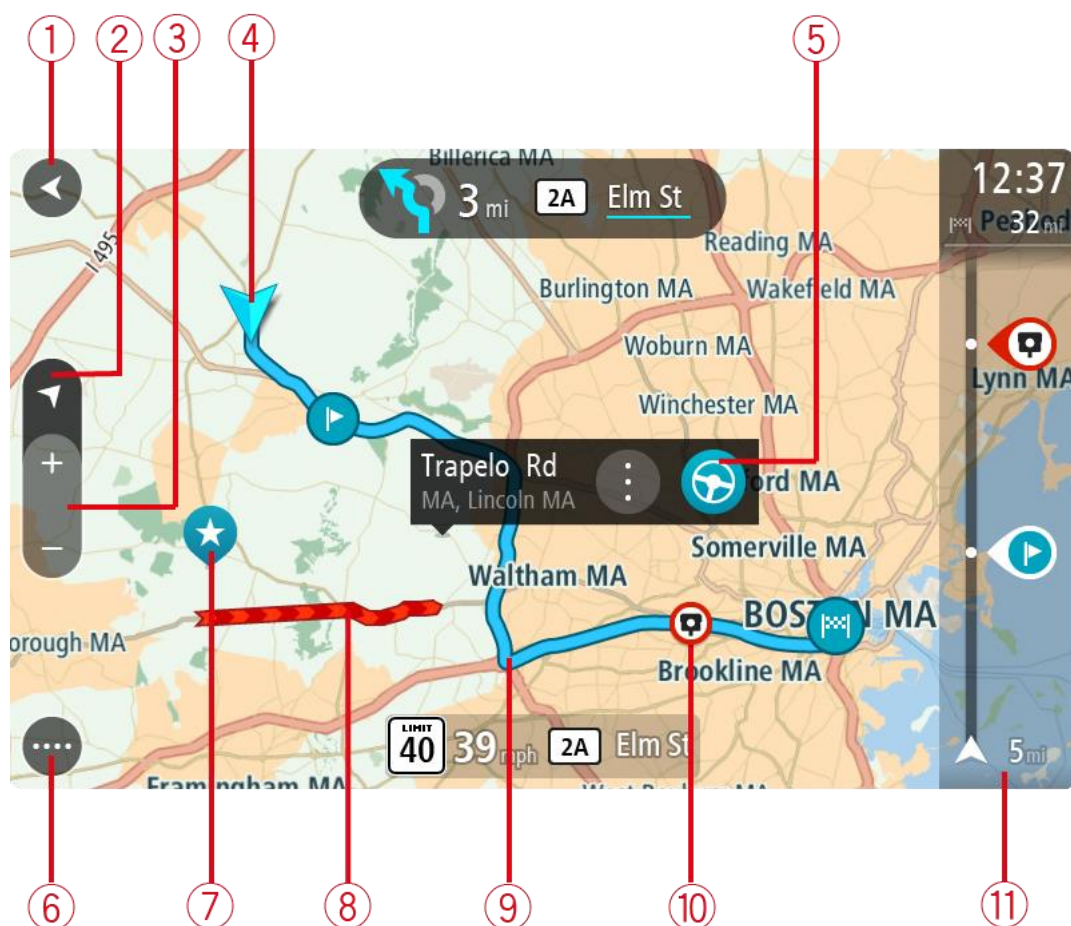 1 2 3 4 5
Billerica MA
12:37
3 mi 2A Elm St
32 mi
I 495
Reading MA
Burlington MA Wakefield MA
Woburn MA
Lynn MA
Winchester MA
+
Trapelo Rd
MA, Lincoln MA
ford MA
−
Somerville MA
Waltham MA
BOSTON MA
orough MA
Brookline MA
LIMIT
40 39 mph 2A Elm St
5 mi
Framingham MA
6 7 8 9 10 11